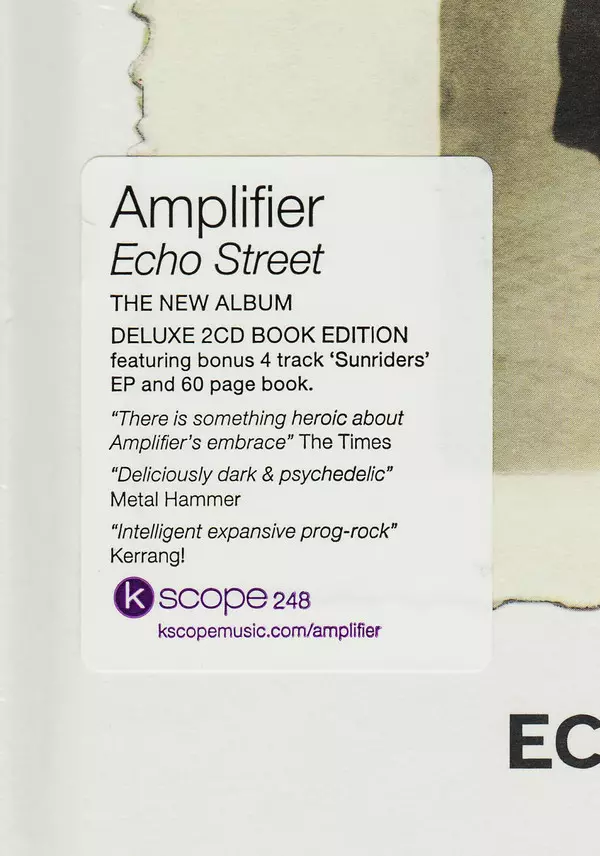 Amplifier
Echo Street
THE NEW ALBUM
DELUXE 2CD BOOK EDITION
featuring bonus 4 track ‘Sunriders’
EP and 60 page book.
“There is something heroic about
Amplifier’s embrace” The Times
“Deliciously dark & psychedelic”
Metal Hammer
“Intelligent expansive prog-rock”
Kerrang!
k scope 248
kscopemusic.com/amplifier
EC